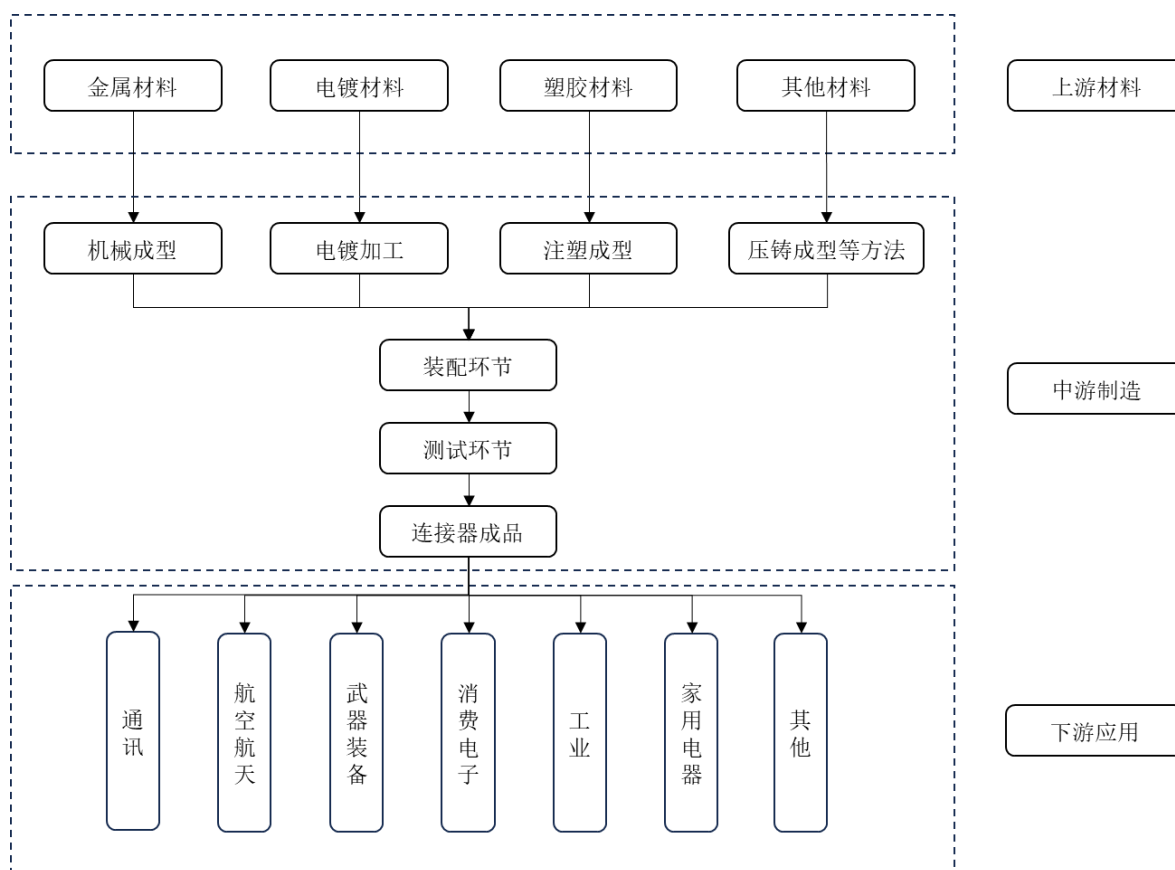 金属材料
电镀材料
塑胶材料
其他材料
上游材料
机械成型
电镀加工
注塑成型
压铸成型等方法
装配环节
中游制造
测试环节
连接器成品
通讯
航空航天
武器装备
消费电子
工业
家用电器
其他
下游应用